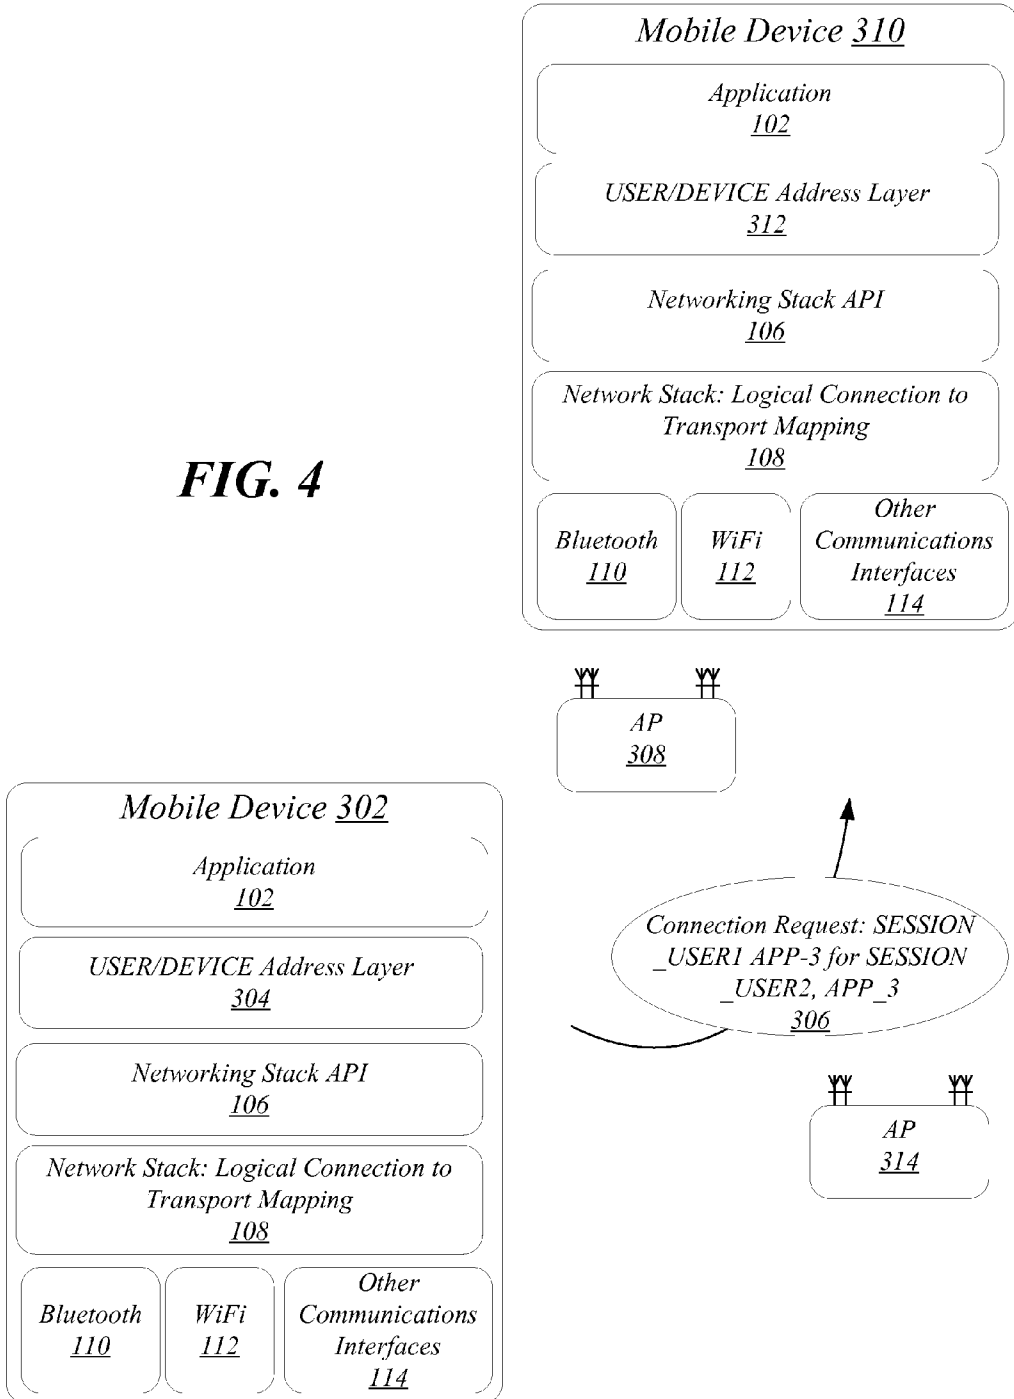 Mobile Device 310
Application
102
USER/DEVICE Address Layer
312
Networking Stack API
106
Network Stack: Logical Connection to
Transport Mapping
108
Bluetooth
110
WiFi
112
Other
Communications
Interfaces
114
FIG. 4
AP
308
Mobile Device 302
Application
102
USER/DEVICE Address Layer
304
Networking Stack API
106
Network Stack: Logical Connection to
Transport Mapping
108
Bluetooth
110
WiFi
112
Other
Communications
Interfaces
114
Connection Request: SESSION
_USER1 APP-3 for SESSION
_USER2, APP_3
306
AP
314